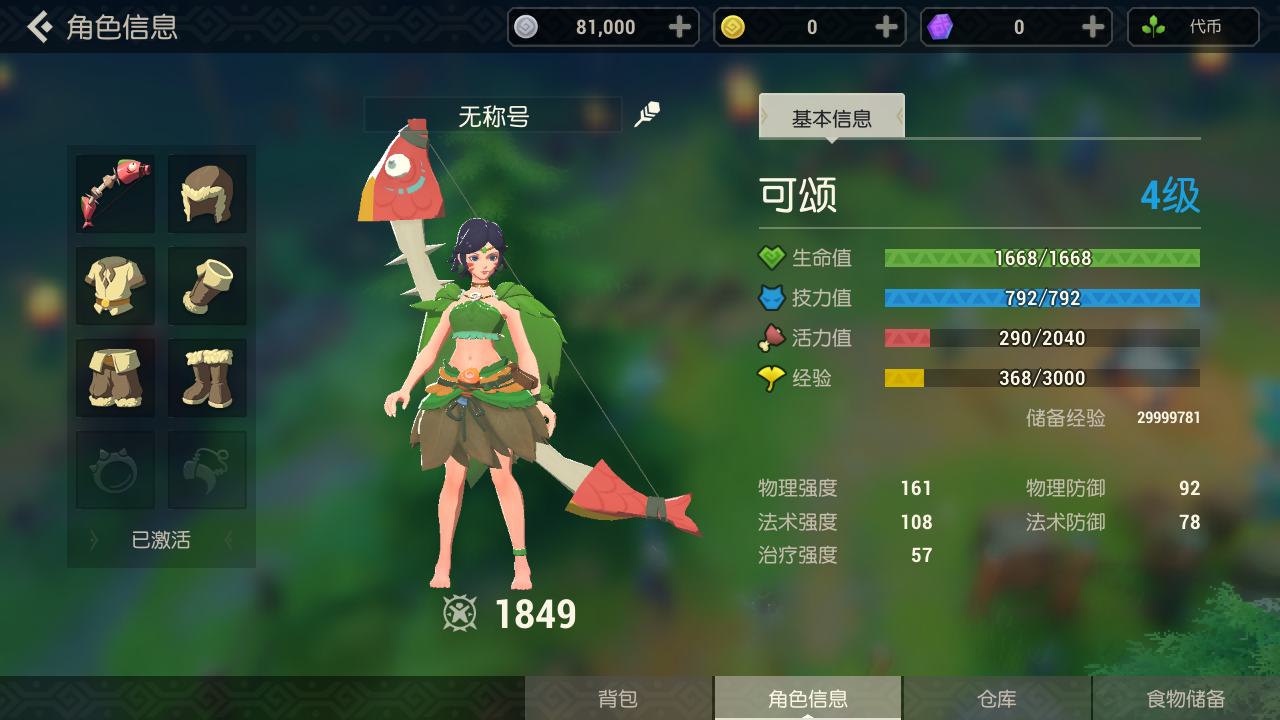 角色信息
81,000
0
0
代币
无称号
基本信息
可颂
4级
生命值 1668/1668
技力值 792/792
活力值 290/2040
经验 368/3000
储备经验 29999781
物理强度 161 物理防御 92
法术强度 108 法术防御 78
治疗强度 57
已激活
1849
背包
角色信息
仓库
食物储备